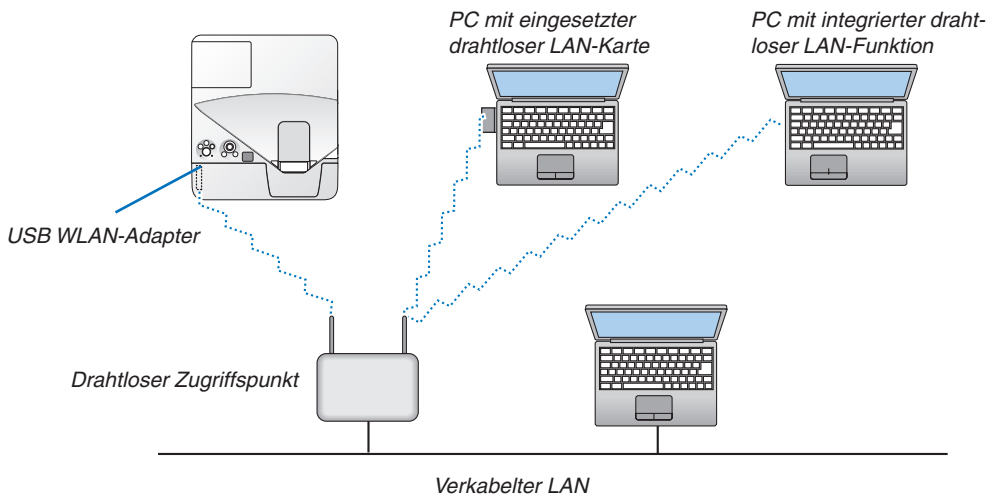 PC mit eingesetzter
drahtloser LAN-Karte
PC mit integrierter draht-
loser LAN-Funktion
USB WLAN-Adapter
Drahtloser Zugriffspunkt
Verkabelter LAN